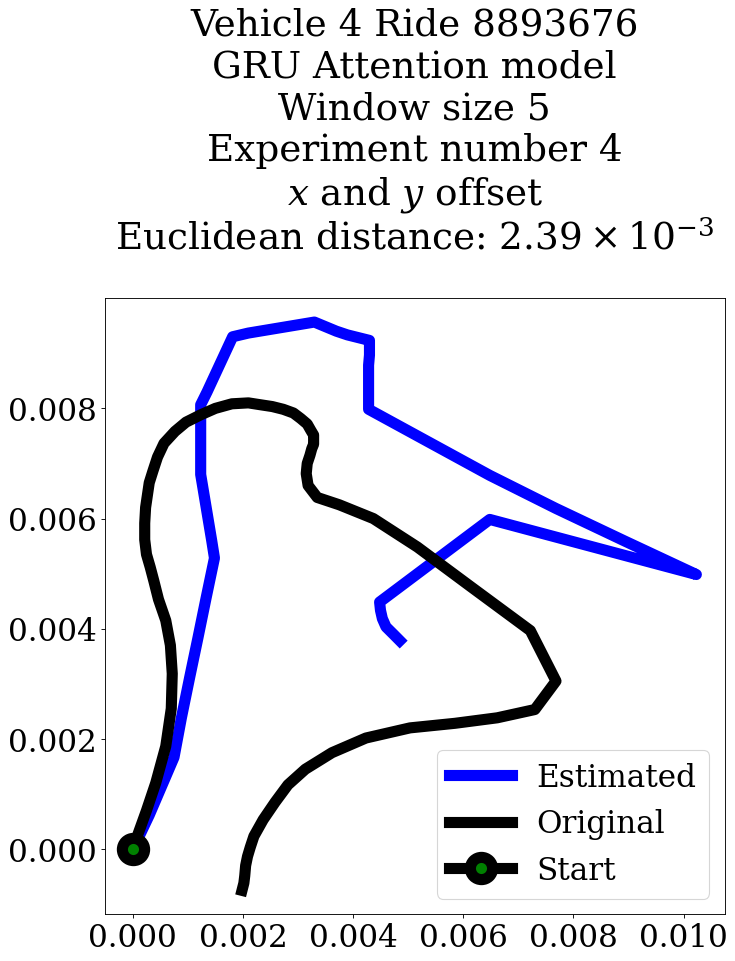 Vehicle 4 Ride 8893676
GRU Attention model
Window size 5
Experiment number 4
x and y offset
Euclidean distance: 2.39 × 10⁻³
0.008
0.006
0.004
0.002
0.000
Estimated
Original
Start
0.000 0.002 0.004 0.006 0.008 0.010